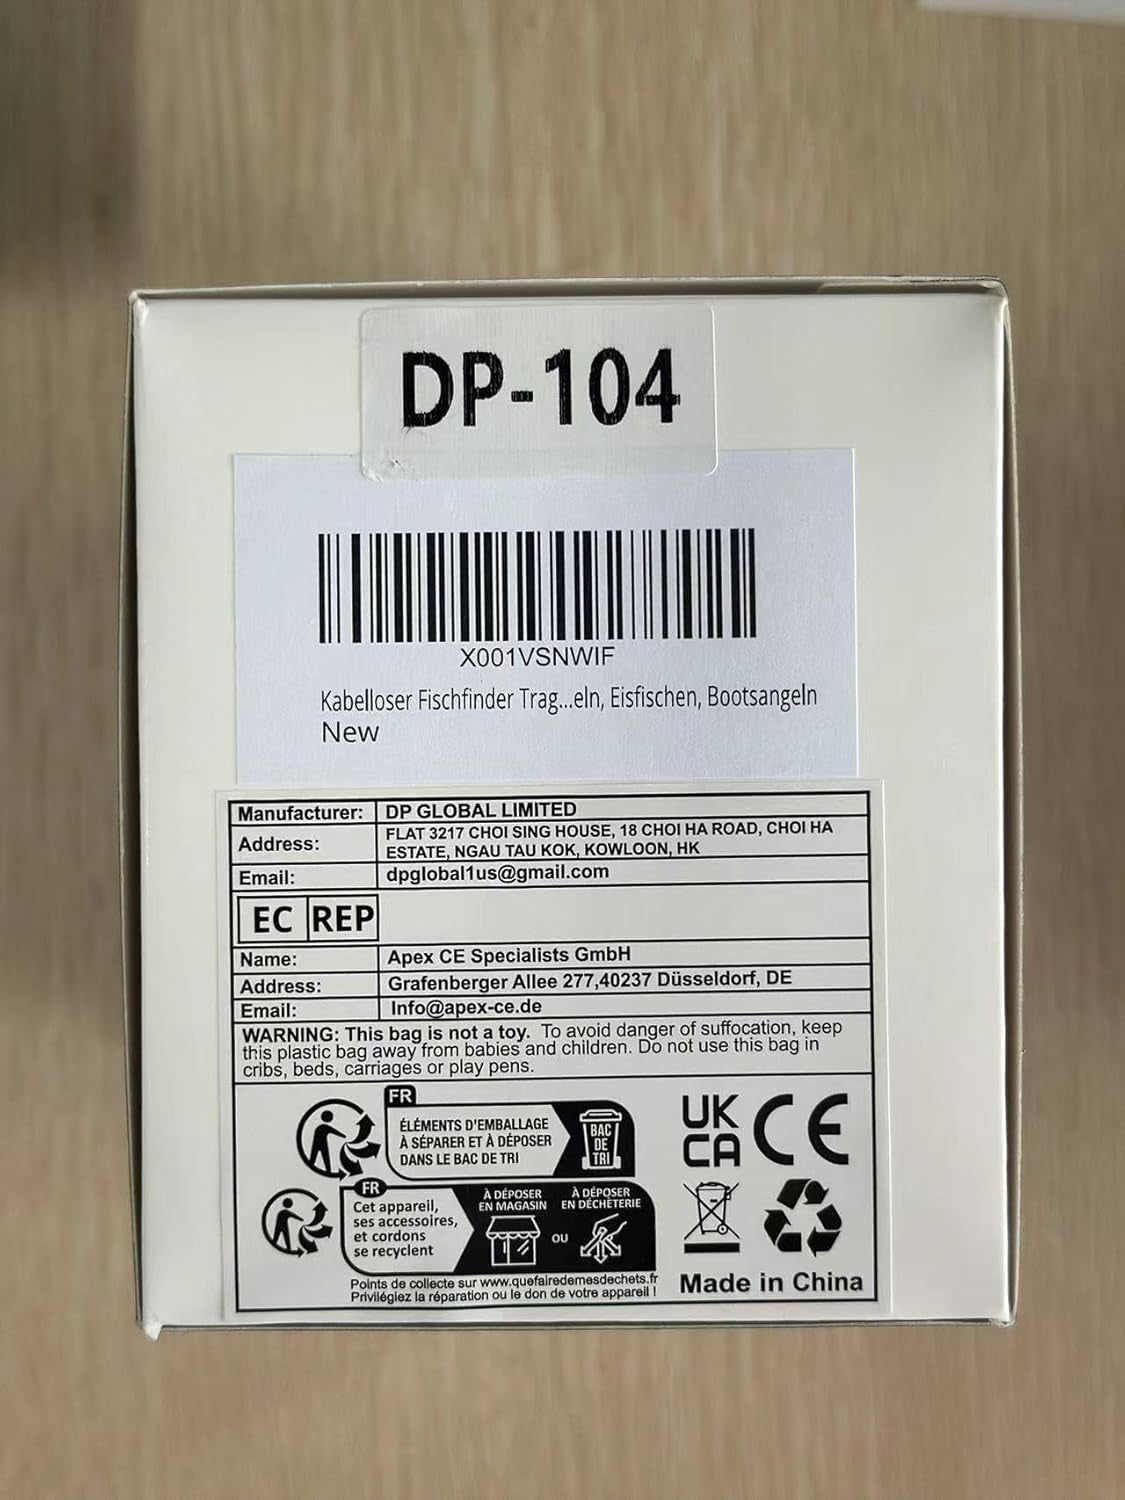 DP-104
X001VSNWIF
Kabelloser Fischfinder Trag...eln, Eisfischen, Bootsangeln
New
Manufacturer: DP GLOBAL LIMITED
Address: FLAT 3217 CHOI SING HOUSE, 18 CHOI HA ROAD, CHOI HA
ESTATE, NGAU TAU KOK, KOWLOON, HK
Email: dpglobal1us@gmail.com
EC REP
Name: Apex CE Specialists GmbH
Address: Grafenberger Allee 277,40237 Düsseldorf, DE
Email: Info@apex-ce.de
WARNING: This bag is not a toy. To avoid danger of suffocation, keep
this plastic bag away from babies and children. Do not use this bag in
cribs, beds, carriages or play pens.
FR
ÉLÉMENTS D'EMBALLAGE
À SÉPARER ET À DÉPOSER
DANS LE BAC DE TRI
BAC
DE
TRI
UK
CA
CE
FR
Cet appareil,
ses accessoires,
et cordons
se recyclent
À DÉPOSER
EN MAGASIN
OU
À DÉPOSER
EN DÉCHÈTERIE
Points de collecte sur www.quefairedemesdechets.fr
Privilégiez la réparation ou le don de votre appareil !
Made in China